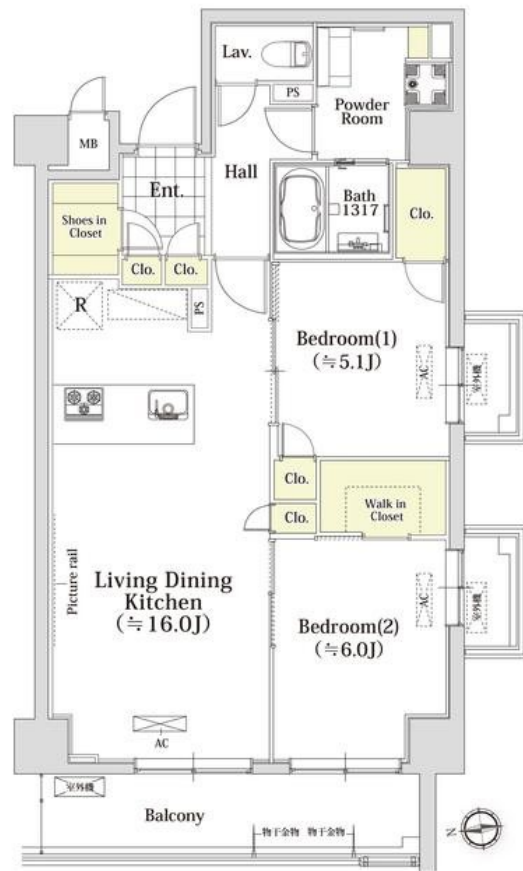 Lav.
PS
Powder
Room
MB
Ent.
Hall
Bath
1317
Clo.
Shoes in
Closet
Clo.
Clo.
R
PS
Bedroom(1)
(≒5.1J)
AC
室外機
Clo.
Clo.
Walk in
Closet
Picture rail
Living Dining
Kitchen
(≒16.0J)
Bedroom(2)
(≒6.0J)
AC
室外機
AC
室外機
Balcony
物干金物 物干金物
N